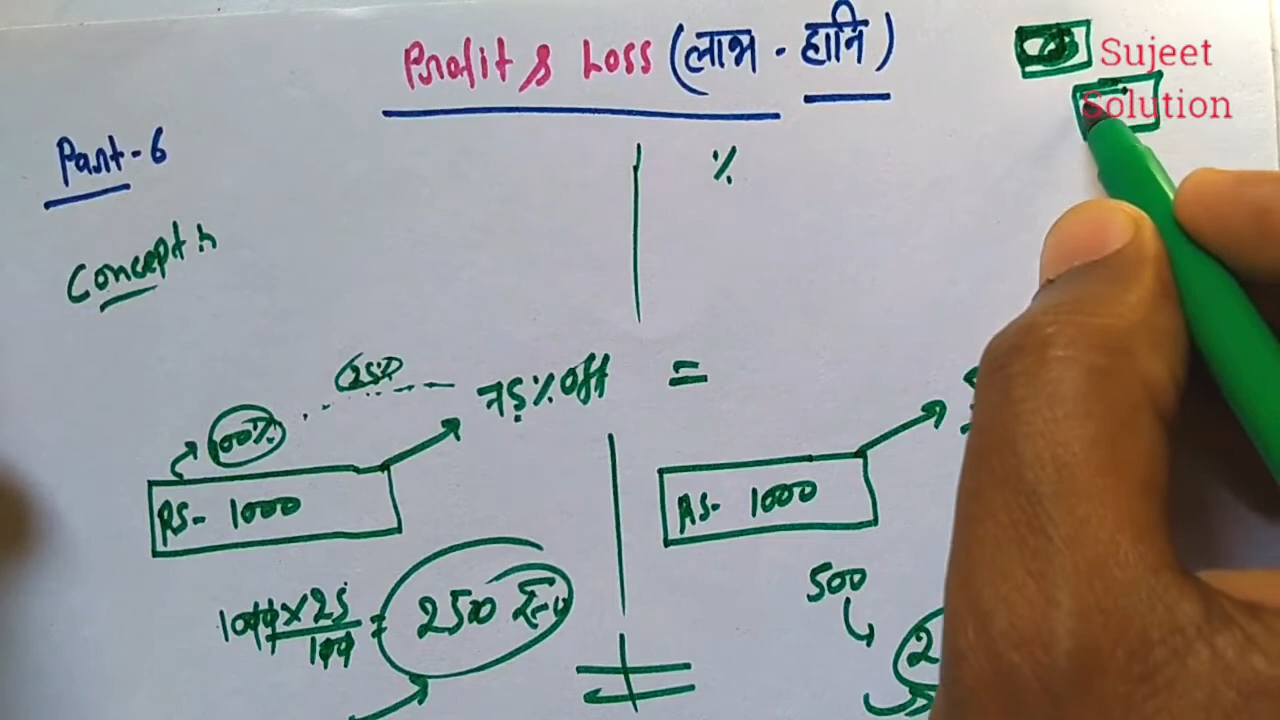 Profit & Loss (लाभ - हानि)
Sujeet
Solution
Part-6
%
Concept :
25%
75% Off =
100%
RS- 1000
RS- 1000
1000 × 25
100
=
500
2